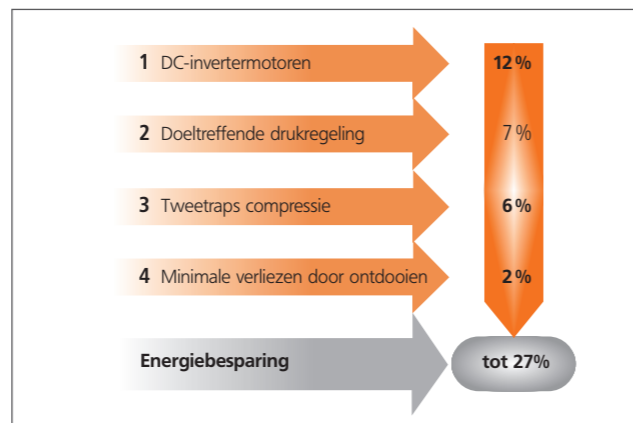 1 DC-invertermotoren 12 %
2 Doeltreffende drukregeling 7 %
3 Tweetraps compressie 6 %
4 Minimale verliezen door ontdooien 2 %
Energiebesparing tot 27%